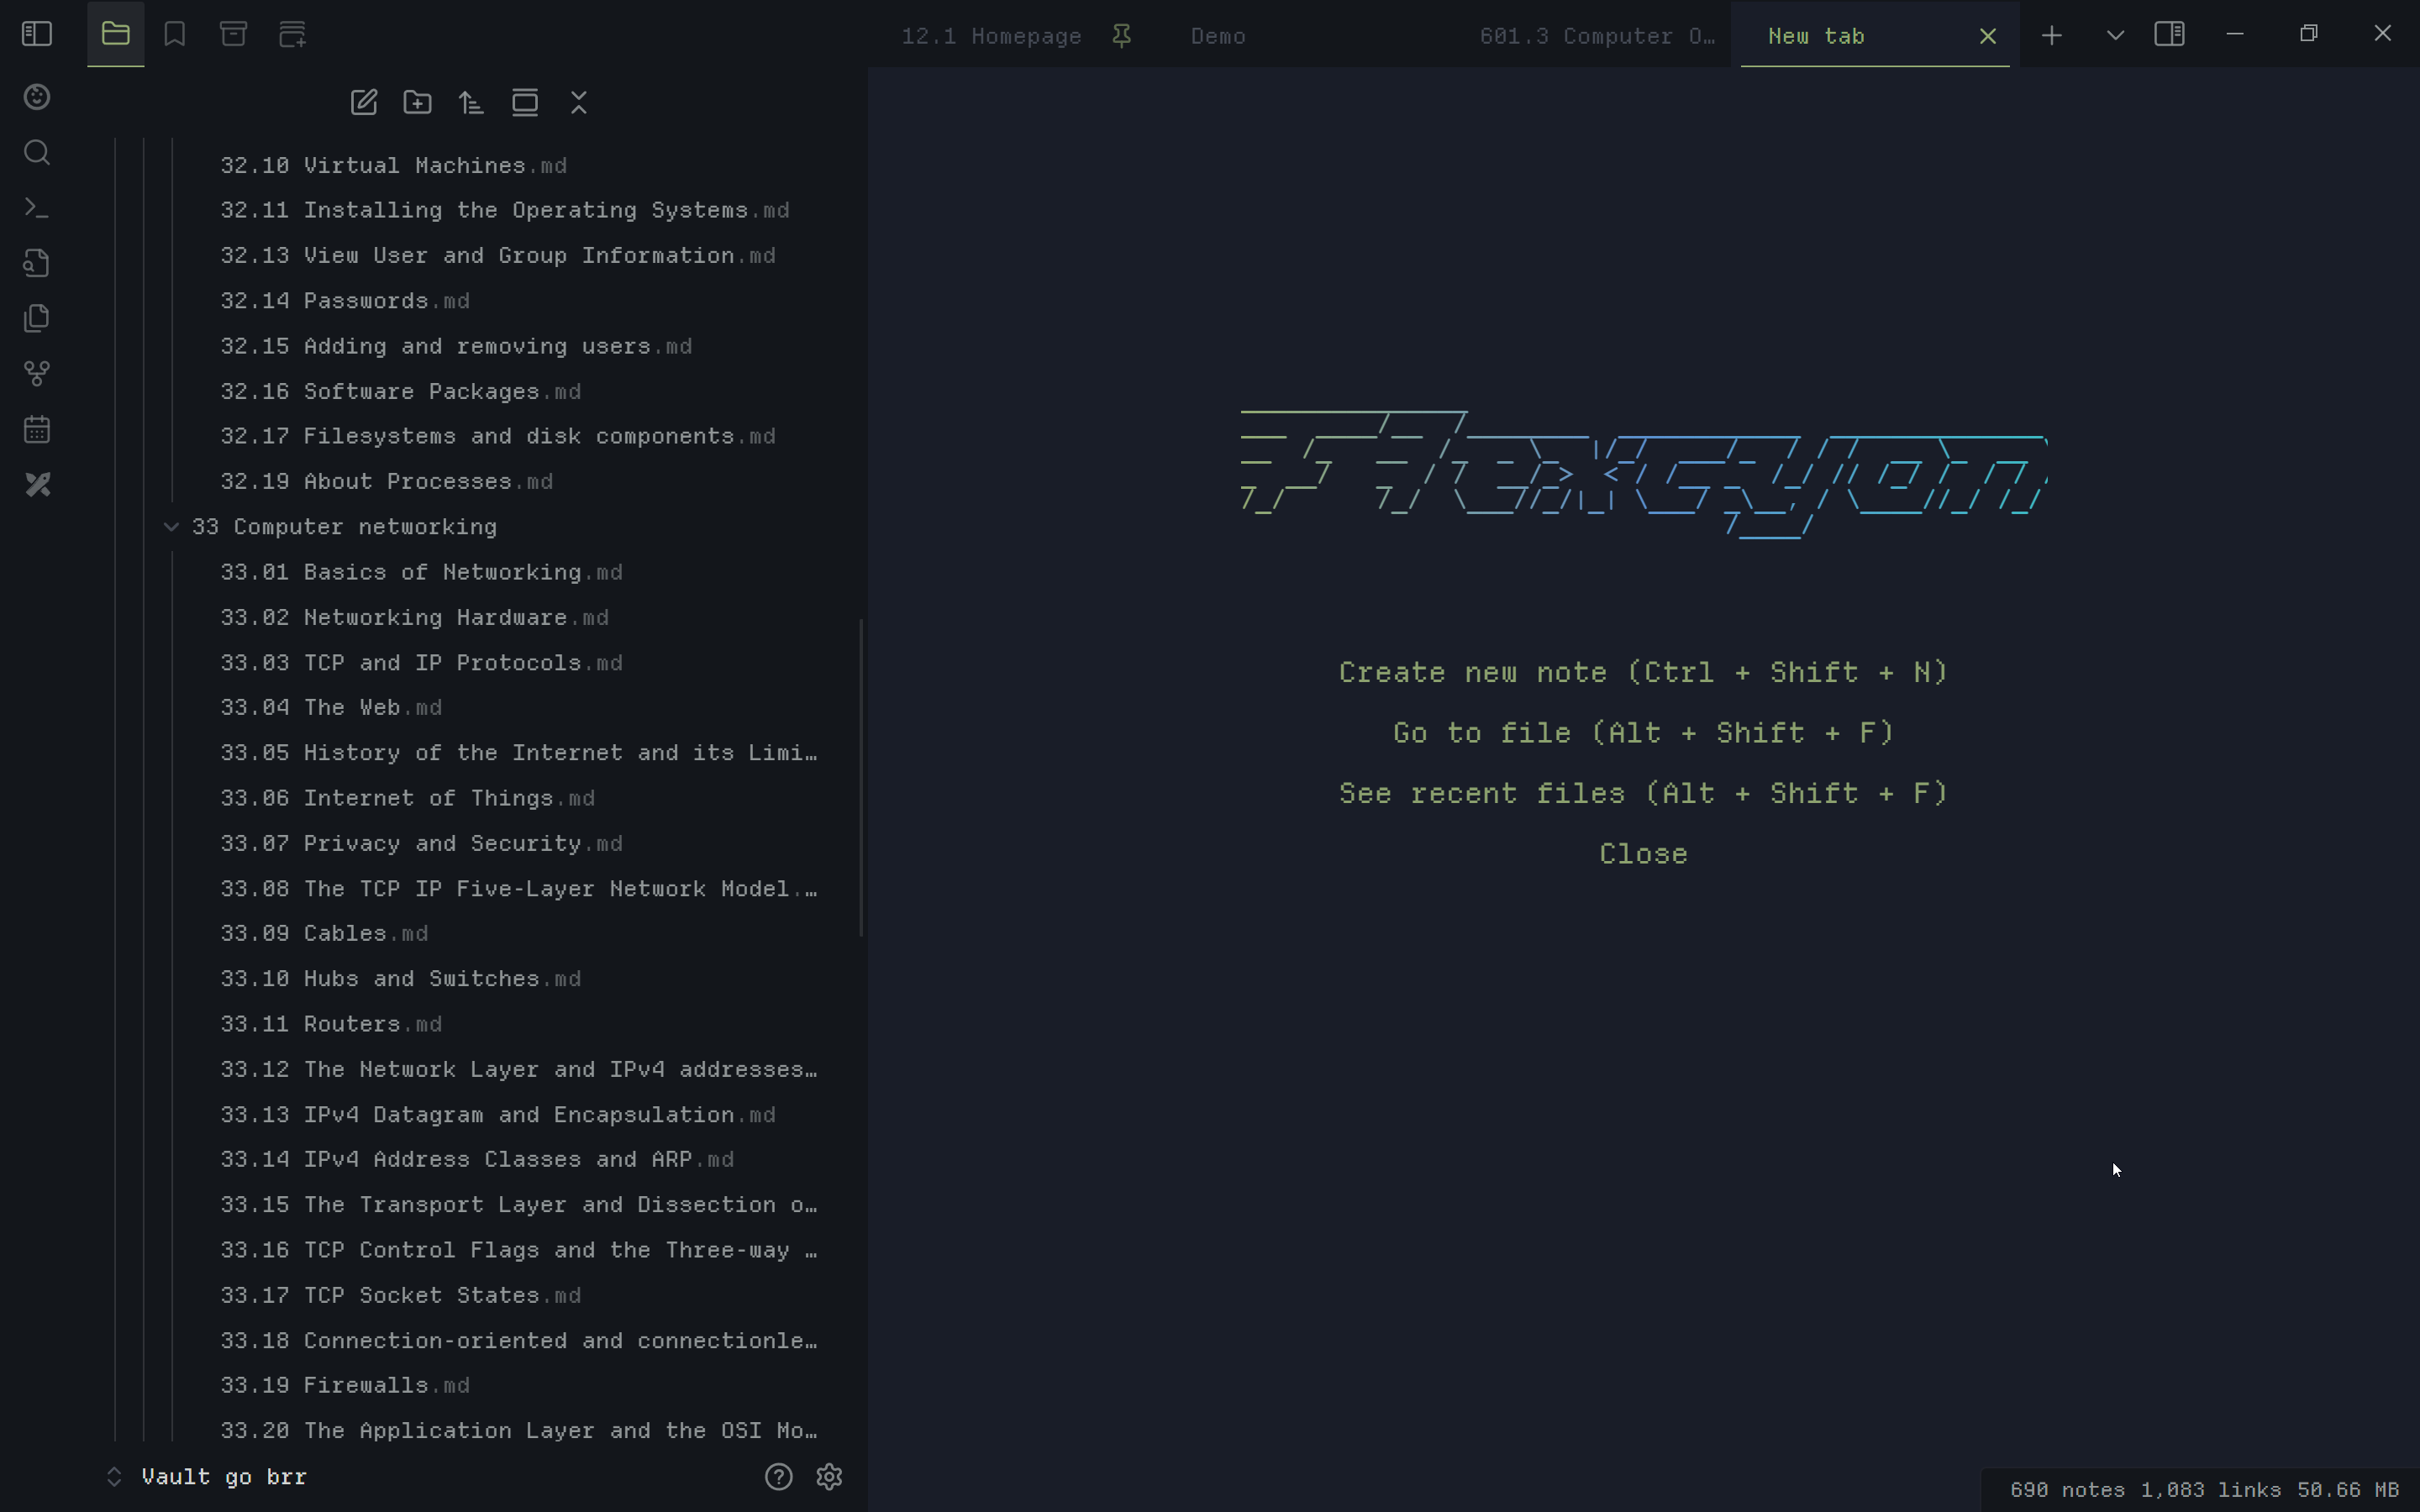 12.1 Homepage
Demo
601.3 Computer O…
New tab
32.10 Virtual Machines.md
32.11 Installing the Operating Systems.md
32.13 View User and Group Information.md
32.14 Passwords.md
32.15 Adding and removing users.md
32.16 Software Packages.md
32.17 Filesystems and disk components.md
32.19 About Processes.md
33 Computer networking
33.01 Basics of Networking.md
33.02 Networking Hardware.md
33.03 TCP and IP Protocols.md
33.04 The Web.md
33.05 History of the Internet and its Limi…
33.06 Internet of Things.md
33.07 Privacy and Security.md
33.08 The TCP IP Five-Layer Network Model.…
33.09 Cables.md
33.10 Hubs and Switches.md
33.11 Routers.md
33.12 The Network Layer and IPv4 addresses…
33.13 IPv4 Datagram and Encapsulation.md
33.14 IPv4 Address Classes and ARP.md
33.15 The Transport Layer and Dissection o…
33.16 TCP Control Flags and the Three-way …
33.17 TCP Socket States.md
33.18 Connection-oriented and connectionle…
33.19 Firewalls.md
33.20 The Application Layer and the OSI Mo…
Vault go brr
Flexcyon
Create new note (Ctrl + Shift + N)
Go to file (Alt + Shift + F)
See recent files (Alt + Shift + F)
Close
690 notes 1,083 links 50.66 MB